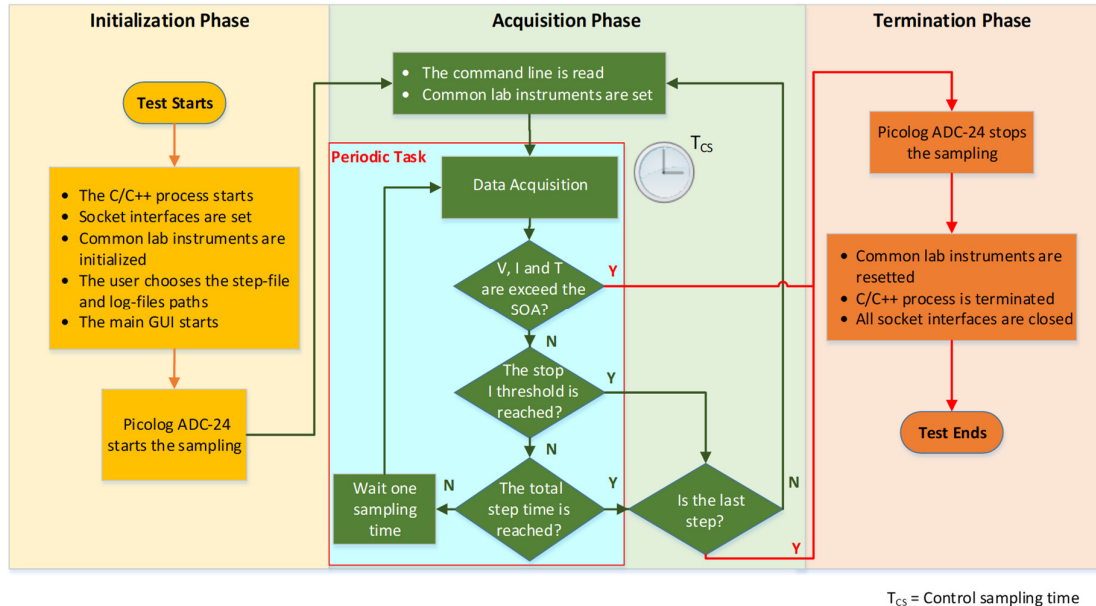 Initialization Phase
Acquisition Phase
Termination Phase
Test Starts
• The C/C++ process starts
• Socket interfaces are set
• Common lab instruments are
initialized
• The user chooses the step-file
and log-files paths
• The main GUI starts
Picolog ADC-24
starts the sampling
• The command line is read
• Common lab instruments are set
Periodic Task
TCS
Data Acquisition
V, I and T
are exceed the
SOA?
Y
N
The stop
I threshold is
reached?
Y
N
The total
step time is
reached?
N
Y
Wait one
sampling
time
Is the last
step?
N
Y
Picolog ADC-24 stops
the sampling
• Common lab instruments are
resetted
• C/C++ process is terminated
• All socket interfaces are closed
Test Ends
TCS = Control sampling time